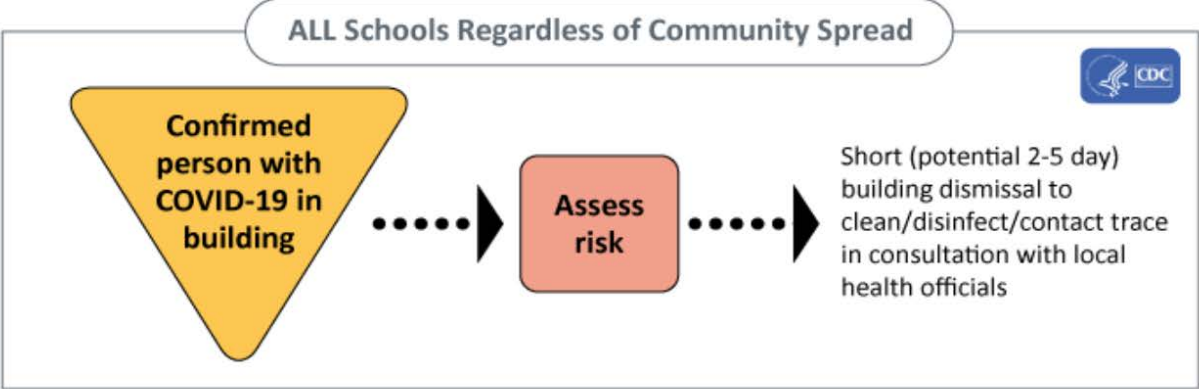 ALL Schools Regardless of Community Spread
CDC
Confirmed
person with
COVID-19 in
building
Assess
risk
Short (potential 2-5 day)
building dismissal to
clean/disinfect/contact trace
in consultation with local
health officials